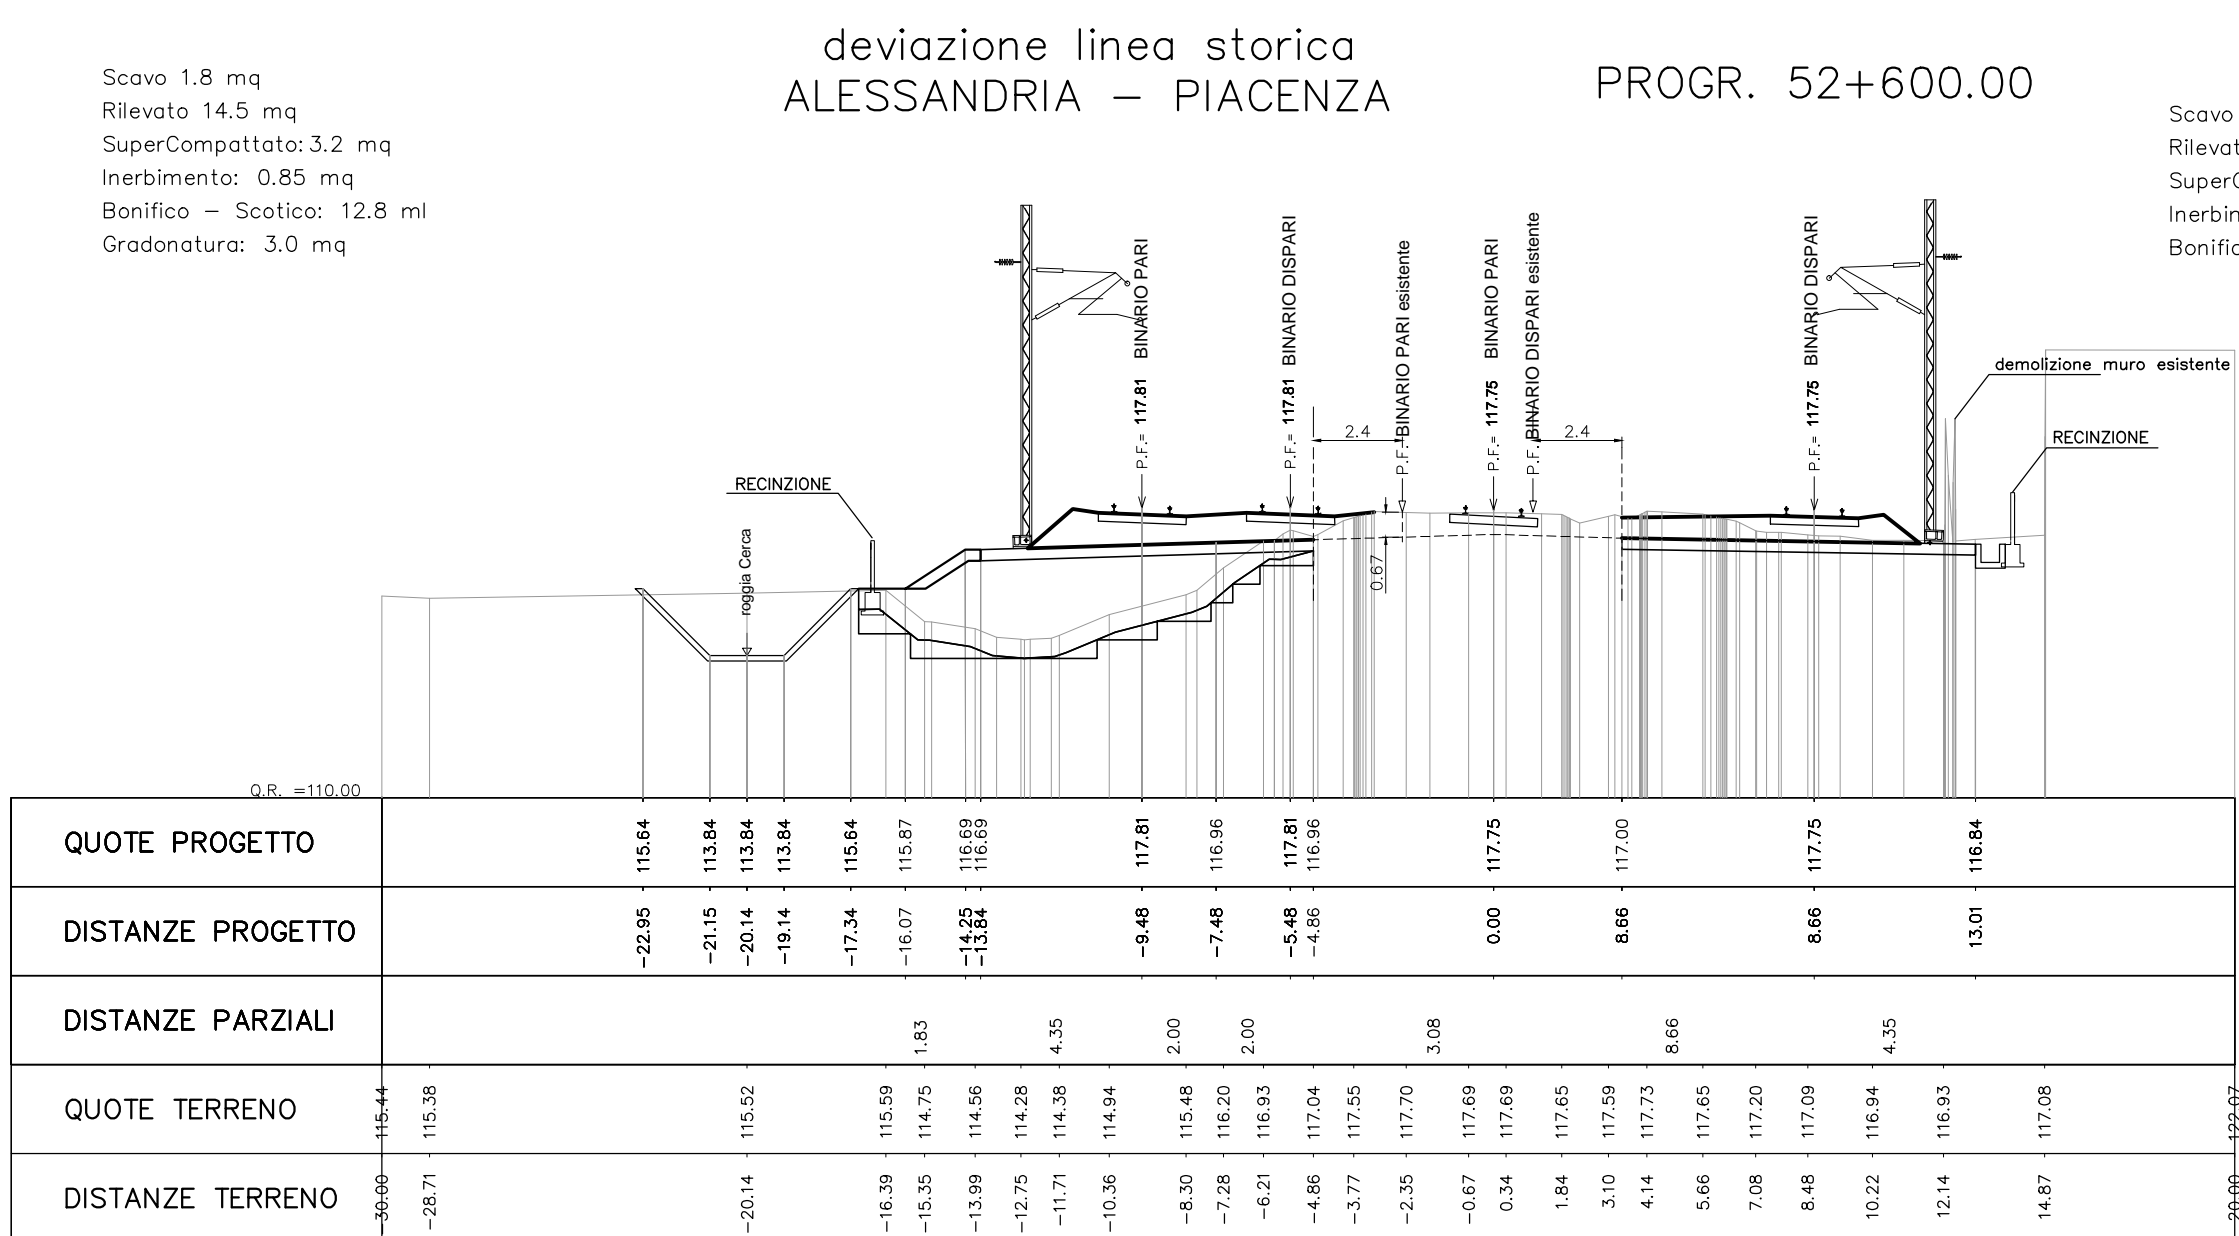 deviazione linea storica
ALESSANDRIA – PIACENZA
PROGR. 52+600.00
Scavo 1.8 mq
Rilevato 14.5 mq
SuperCompattato: 3.2 mq
Inerbimento: 0.85 mq
Bonifico – Scotico: 12.8 ml
Gradonatura: 3.0 mq
Scavo
Rilevat
Inerbin
Bonific
P.F.= 117.81 BINARIO PARI
P.F.= 117.81 BINARIO DISPARI
P.F. BINARIO PARI esistente
P.F.= 117.75 BINARIO PARI
P.F. BINARIO DISPARI esistente
P.F.= 117.75 BINARIO DISPARI
demolizione muro esistente
RECINZIONE
RECINZIONE
2.4
2.4
0.67
roggia Cerca
Q.R. =110.00
QUOTE PROGETTO 115.64 113.84 113.84 113.84 115.64 115.87 116.69 116.69 117.81 116.96 117.81 116.96 117.75 117.00 117.75 116.84
DISTANZE PROGETTO –22.95 –21.15 –20.14 –19.14 –17.34 –16.07 –14.25 –13.84 –9.48 –7.48 –5.48 –4.86 0.00 8.66 8.66 13.01
DISTANZE PARZIALI 1.83 4.35 2.00 2.00 3.08 8.66 4.35
QUOTE TERRENO 115.44 115.38 115.52 115.59 114.75 114.56 114.28 114.38 114.94 115.48 116.20 116.93 117.04 117.55 117.70 117.69 117.69 117.65 117.59 117.73 117.65 117.20 117.09 116.94 116.93 117.08 122.07
DISTANZE TERRENO –30.00 –28.71 –20.14 –16.39 –15.35 –13.99 –12.75 –11.71 –10.36 –8.30 –7.28 –6.21 –4.86 –3.77 –2.35 –0.67 0.34 1.84 3.10 4.14 5.66 7.08 8.48 10.22 12.14 14.87 20.00